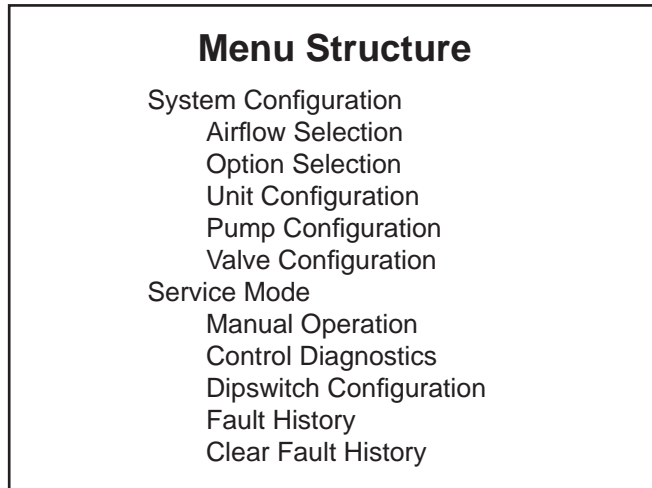 Menu Structure
System Configuration
Airflow Selection
Option Selection
Unit Configuration
Pump Configuration
Valve Configuration
Service Mode
Manual Operation
Control Diagnostics
Dipswitch Configuration
Fault History
Clear Fault History